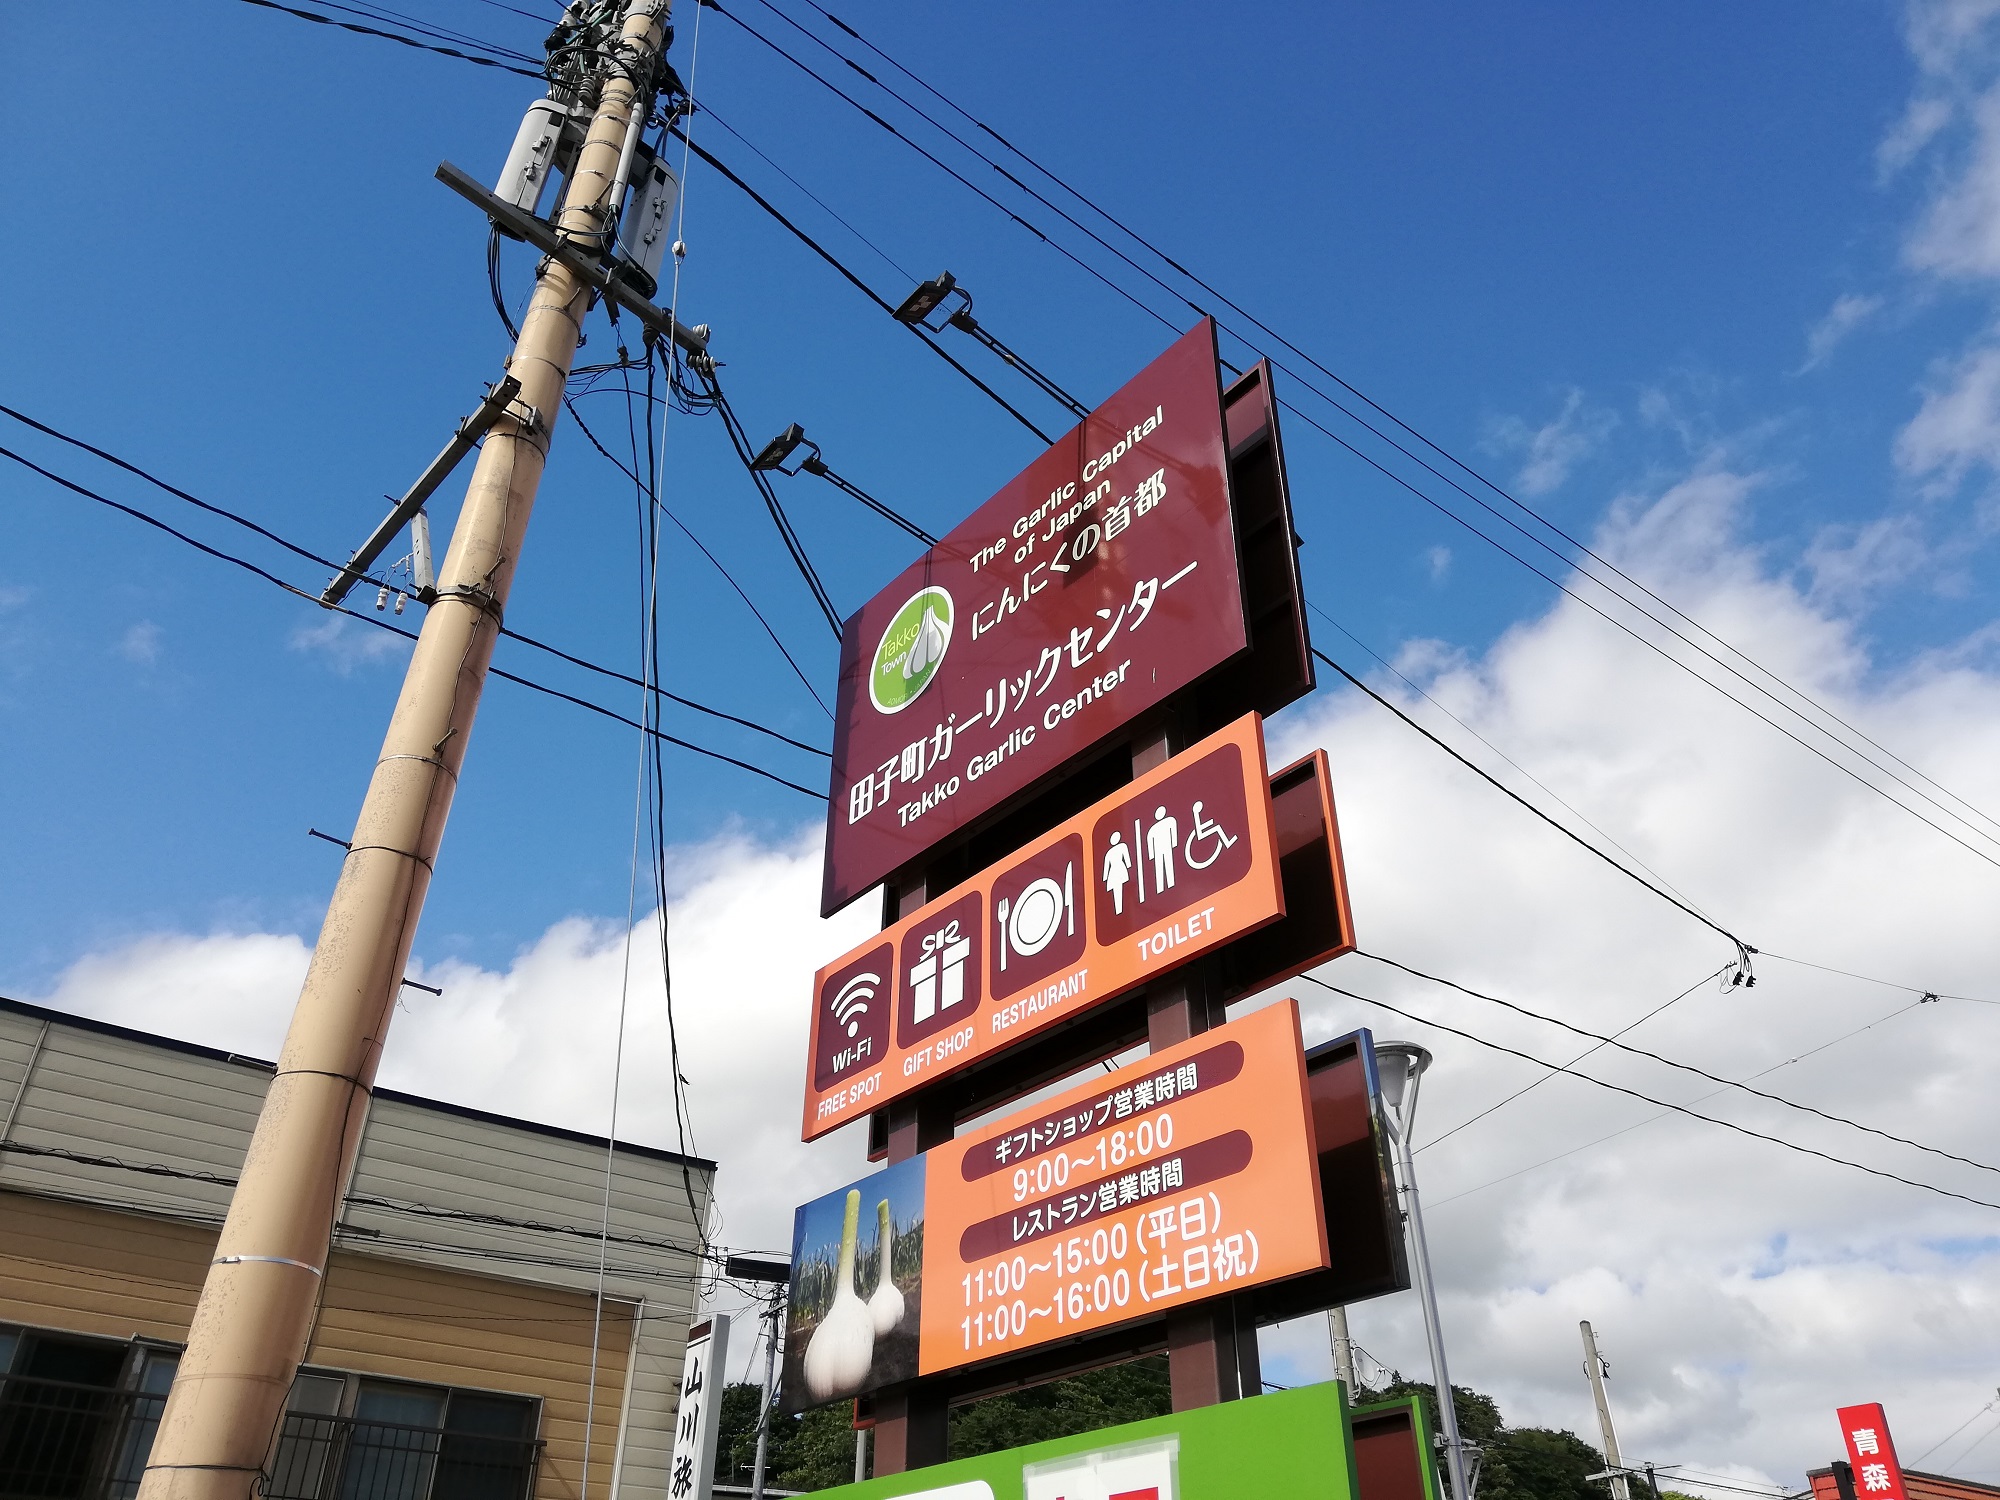 The Garlic Capital
of Japan
にんにくの首都
Takko
Town
田子町ガーリックセンター
Takko Garlic Center
Wi-Fi
FREE SPOT
GIFT SHOP
RESTAURANT
TOILET
ギフトショップ営業時間
9:00～18:00
レストラン営業時間
11:00～15:00（平日）
11:00～16:00（土日祝）
山川旅
青森